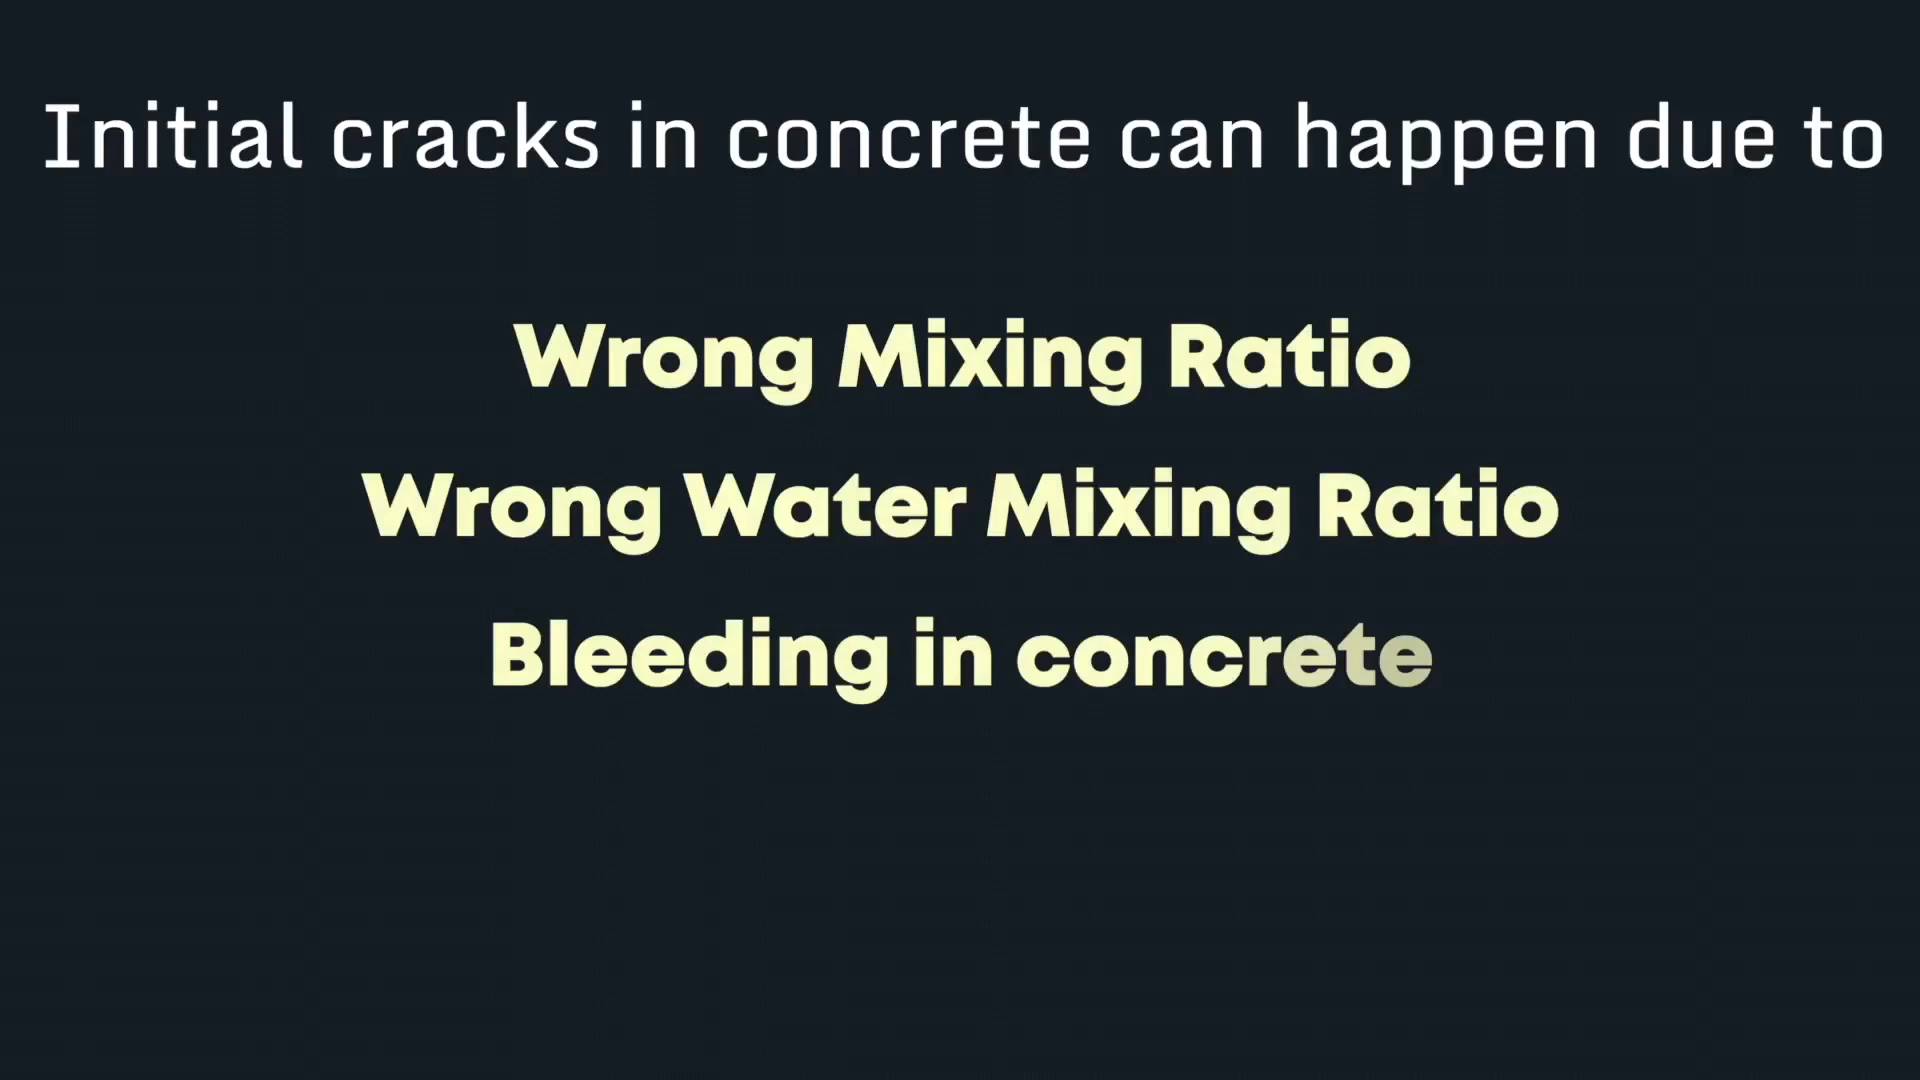 Initial cracks in concrete can happen due to
Wrong Mixing Ratio
Wrong Water Mixing Ratio
Bleeding in concrete